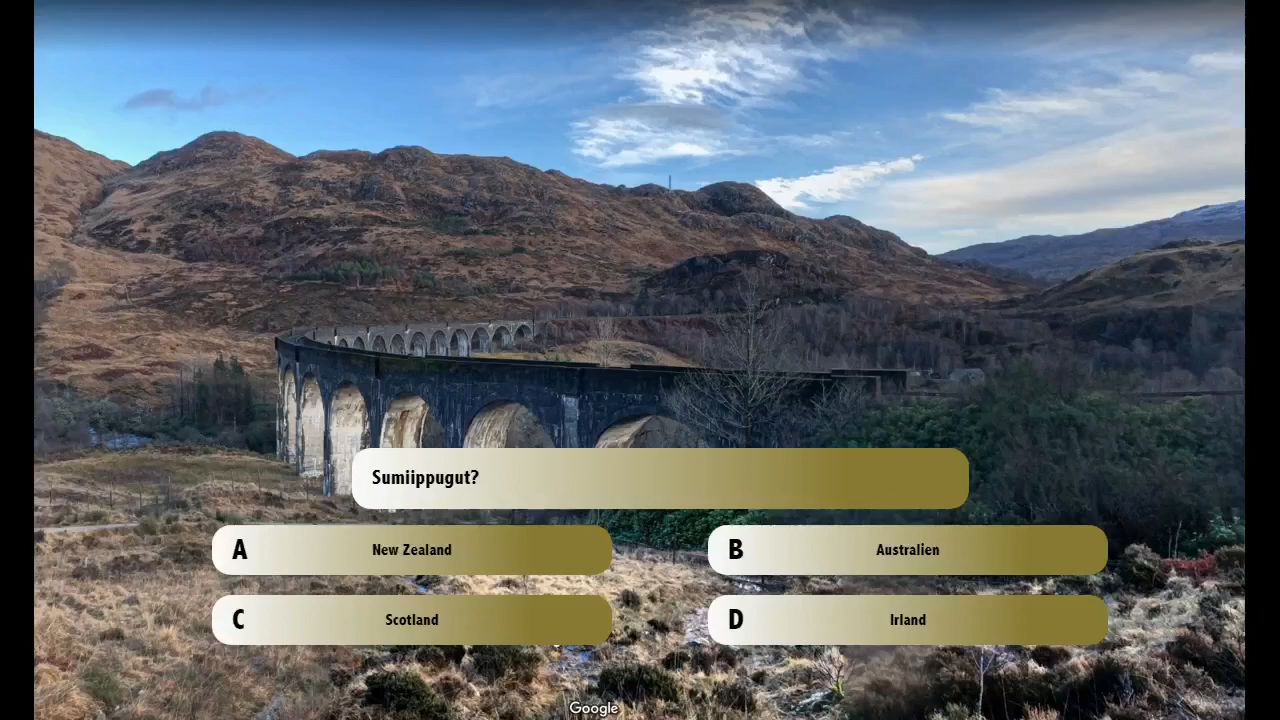 Sumiippugut?
A New Zealand
B Australien
C Scotland
D Irland
Google